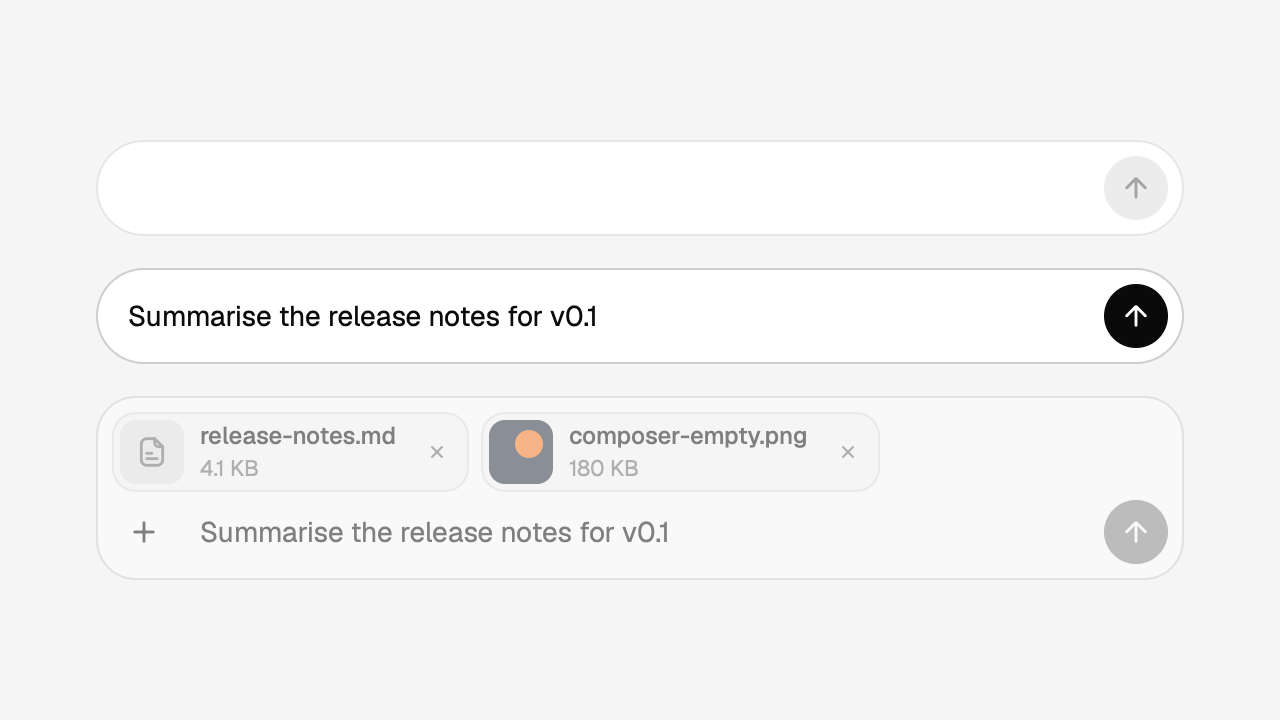 Summarise the release notes for v0.1
release-notes.md
4.1 KB
composer-empty.png
180 KB
Summarise the release notes for v0.1